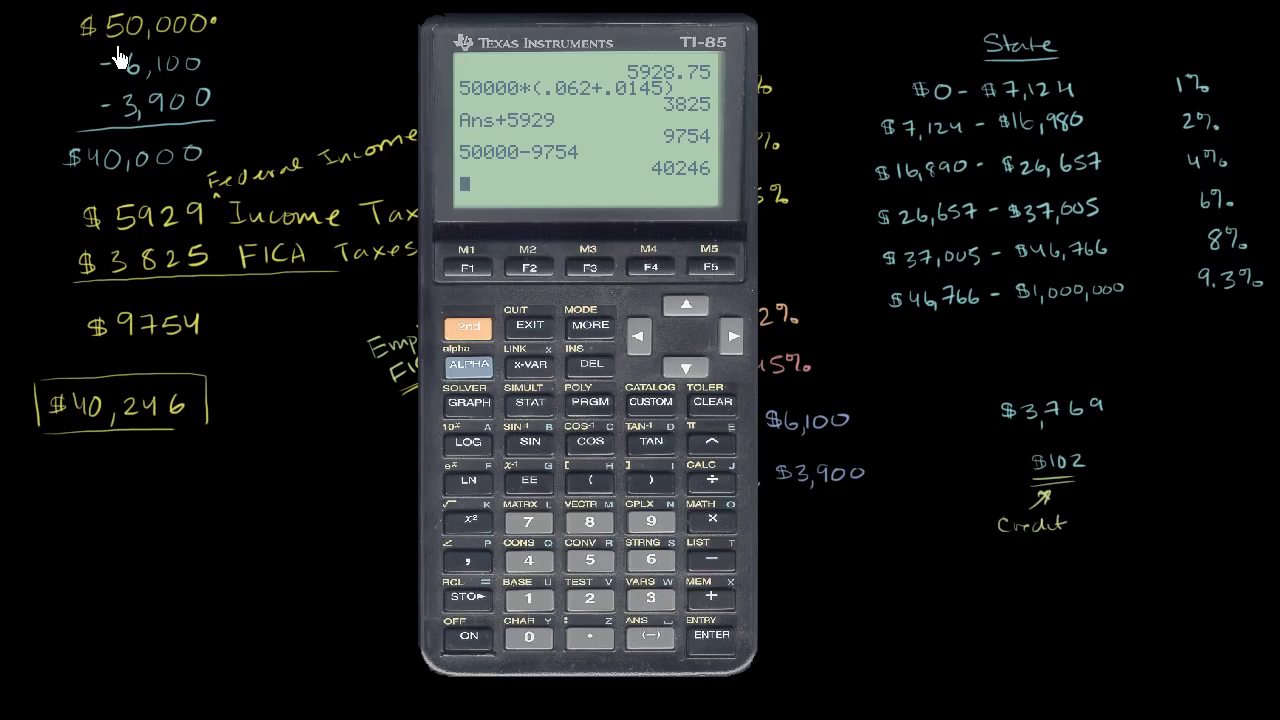 $50,000
- 6,100
- 3,900
$40,000
Federal Income
$5929 ^ Income Tax
$3825 FICA Taxes
$9754
$40,246
Emp
FI
%
%
5%
2%
45%
$6,100
$3,900
TEXAS INSTRUMENTS TI-85
5928.75
50000*(.062+.0145)
3825
Ans+5929
9754
50000-9754
40246
M1 M2 M3 M4 M5
F1 F2 F3 F4 F5
QUIT MODE
2nd EXIT MORE
alpha LINK x INS
ALPHA x-VAR DEL
SOLVER SIMULT POLY CATALOG TOLER
GRAPH STAT PRGM CUSTOM CLEAR
10ˣ A SIN⁻¹ B COS⁻¹ C TAN⁻¹ D π E
LOG SIN COS TAN ^
eˣ F x⁻¹ G [ H ] I CALC J
LN EE ( ) ÷
√ K MATRX L VECTR M CPLX N MATH O
x² 7 8 9 ×
∠ P CONS Q CONV R STRNG S LIST T
, 4 5 6 −
RCL = BASE U TEST V VARS W MEM X
STO► 1 2 3 +
OFF CHAR Y : Z ANS ␣ ENTRY
ON 0 . (−) ENTER
State
$0 - $7,124 1%
$7,124 - $16,980 2%
$16,890 - $26,657 4%
$26,657 - $37,005 6%
$37,005 - $46,766 8%
$46,766 - $1,000,000 9.3%
$3,769
$102
Credit